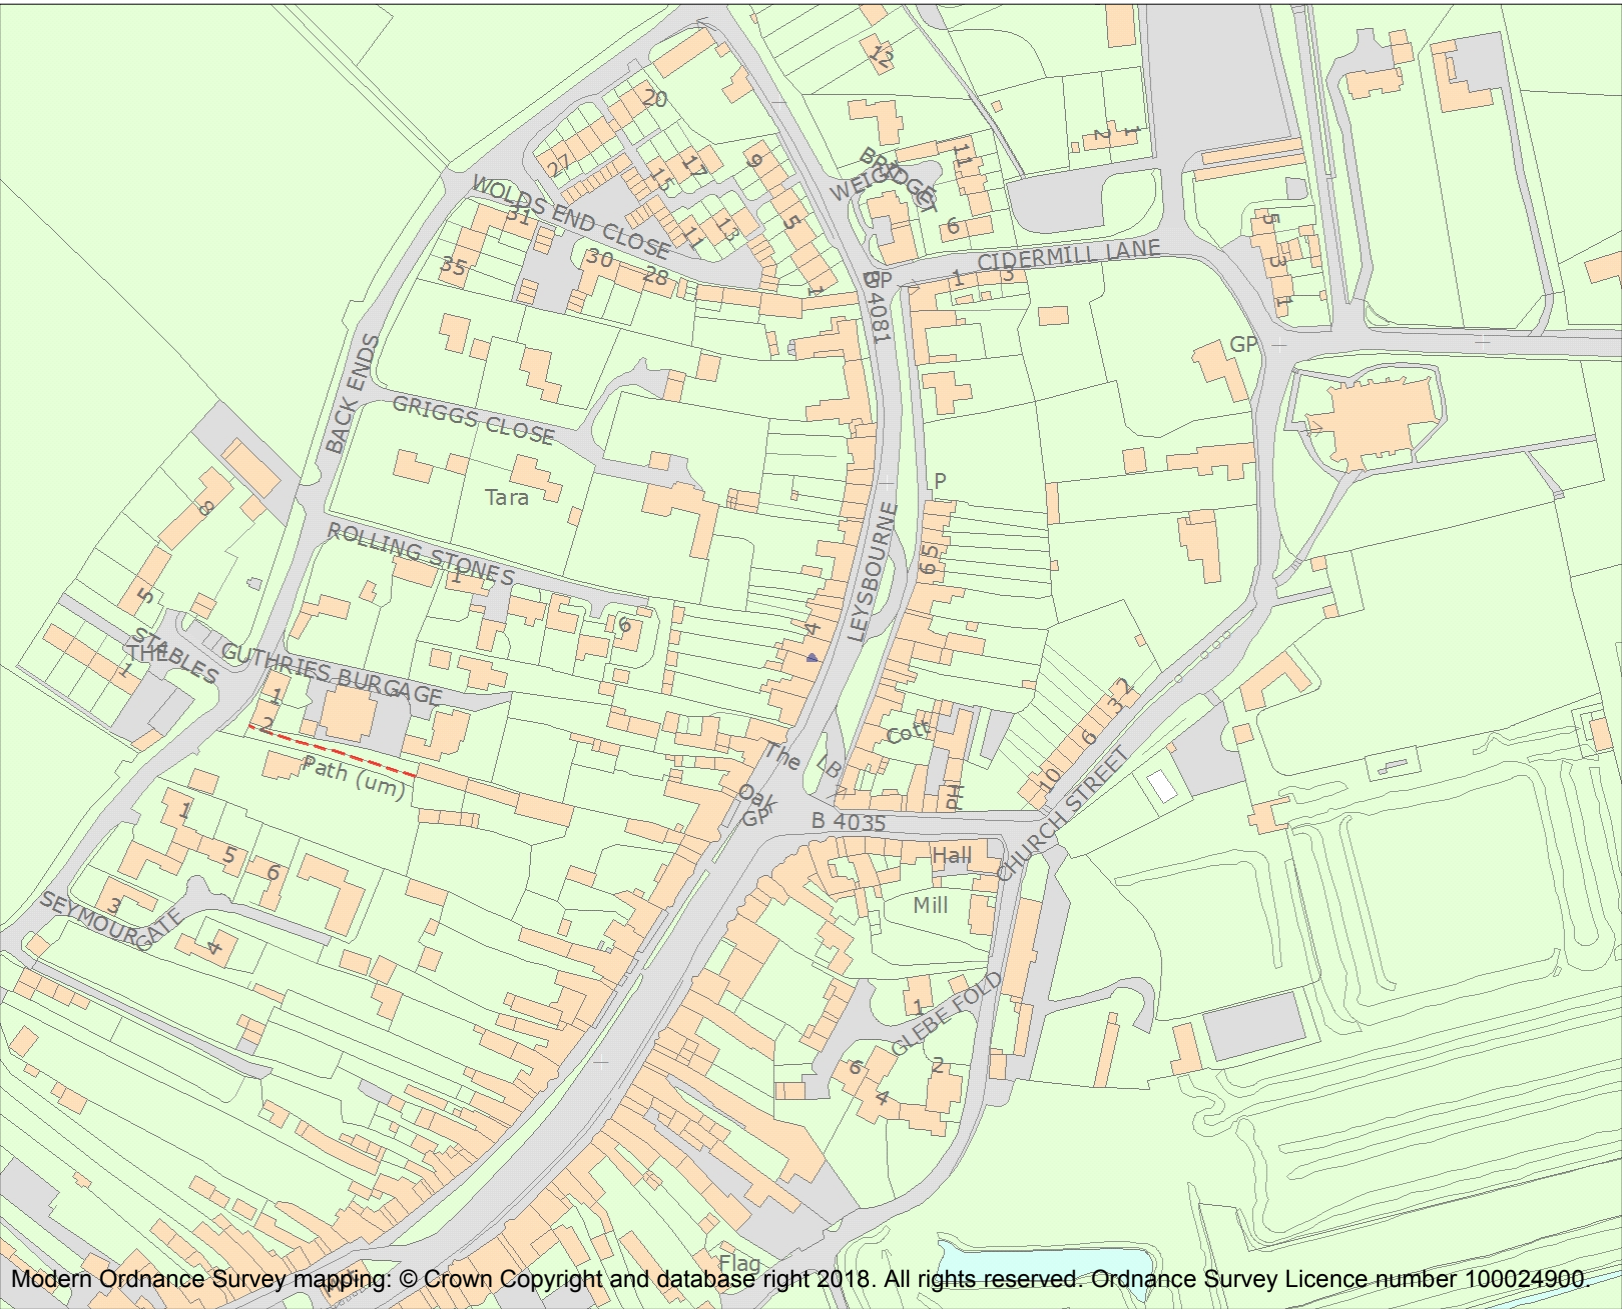 12
20
27
17
15
9
11
2
1
BRIDGE
WEIGH
CT
WOLDS END CLOSE
31
13
5
6
11
35
30
28
1
CIDERMILL LANE
1
3
5
3
1
GP
B 4081
GP
BACK ENDS
GRIGGS CLOSE
Tara
P
8
ROLLING STONES
1
LEYSBOURNE
65
5
6
4
THE STABLES
1
GUTHRIES BURGAGE
1
2
Path (um)
Cott
The Oak
LB
GP
2
3
6
10
PH
B 4035
CHURCH STREET
Hall
Mill
1
5
6
3
SEYMOUR GATE
4
1
GLEBE FOLD
6
4
2
Flag
Modern Ordnance Survey mapping: © Crown Copyright and database right 2018. All rights reserved. Ordnance Survey Licence number 100024900.